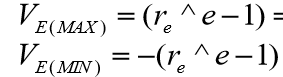 V_{E(MAX)} = (r_e ^ e − 1) =
V_{E(MIN)} = −(r_e ^ e − 1)